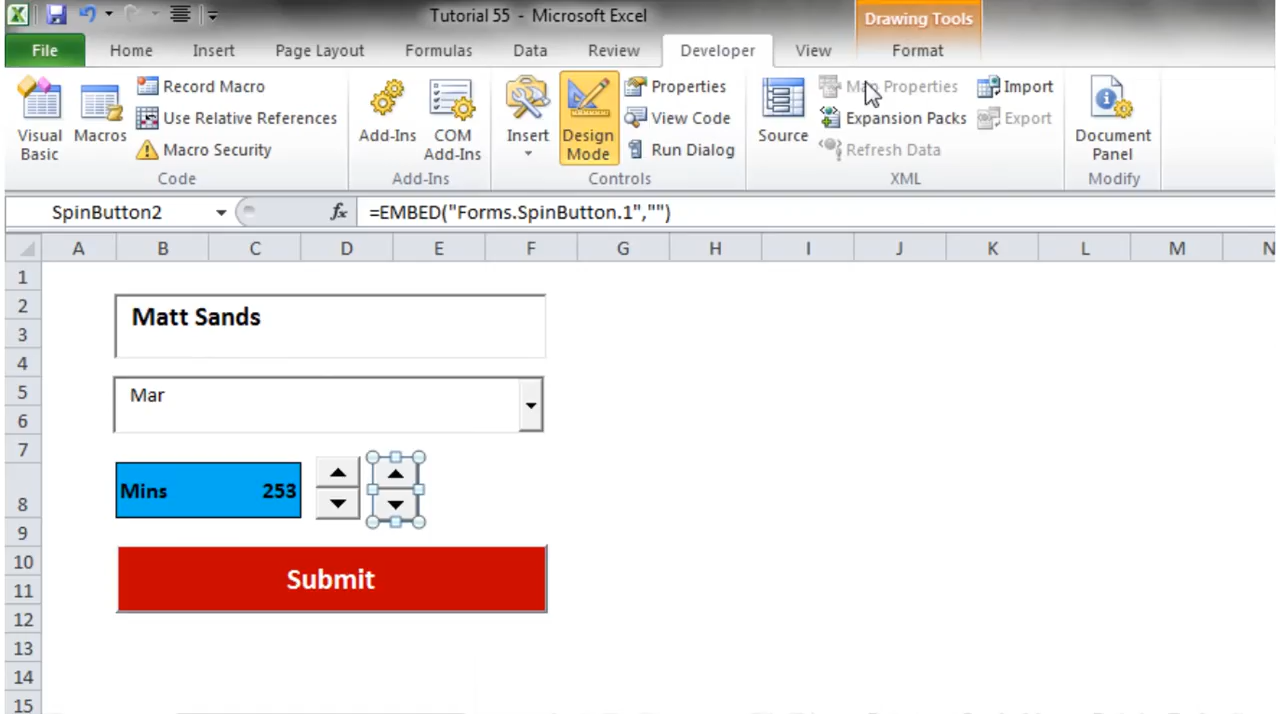 Tutorial 55 - Microsoft Excel
Drawing Tools
File Home Insert Page Layout Formulas Data Review Developer View Format
Visual Basic
Macros
Record Macro
Use Relative References
Macro Security
Code
Add-Ins
COM Add-Ins
Add-Ins
Insert
Design Mode
Properties
View Code
Run Dialog
Controls
Source
Map Properties
Expansion Packs
Refresh Data
Import
Export
XML
Document Panel
Modify
SpinButton2
fx
=EMBED("Forms.SpinButton.1","")
A B C D E F G H I J K L M N
1
2
Matt Sands
3
4
5
Mar
6
7
8
Mins 253
9
10
Submit
11
12
13
14
15